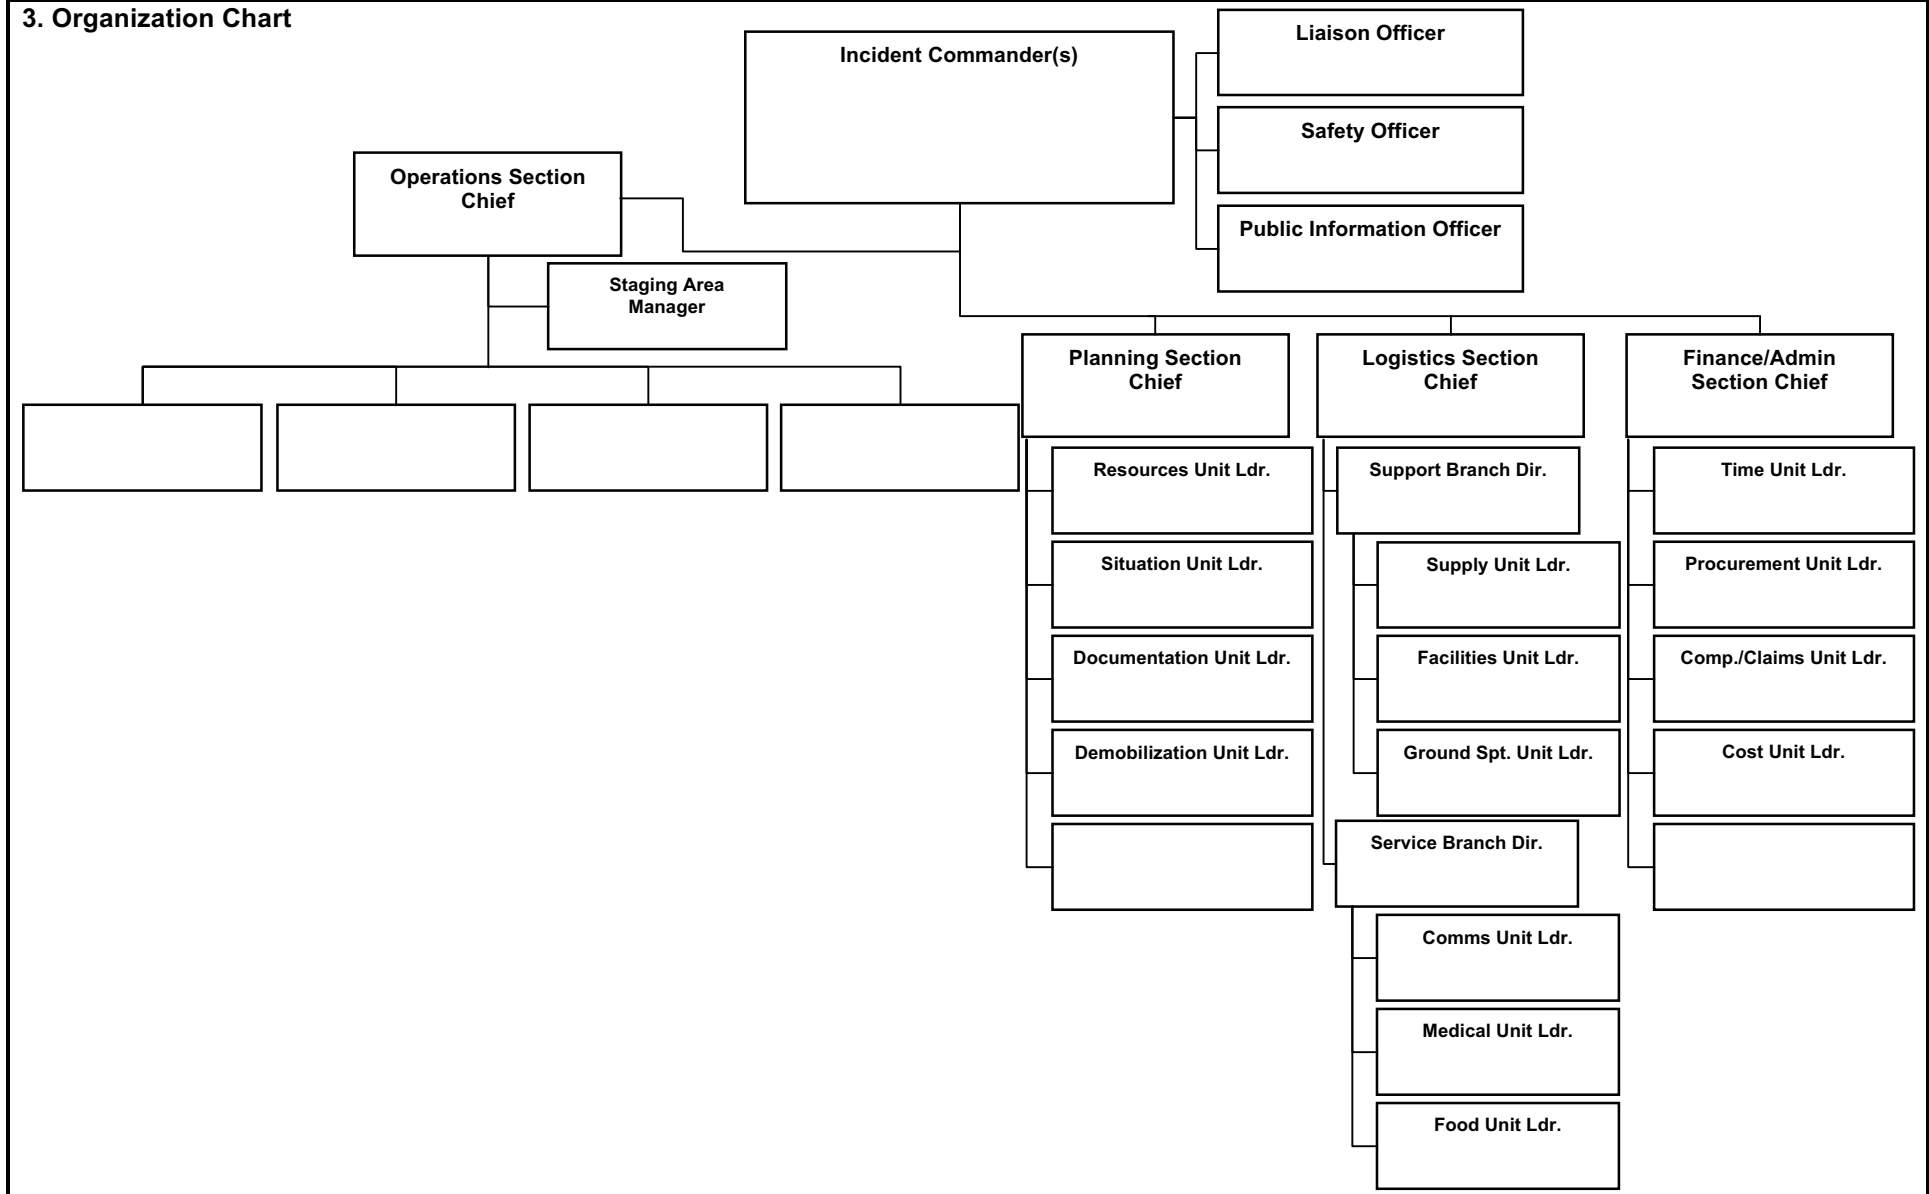 3. Organization Chart
Incident Commander(s)
Liaison Officer
Safety Officer
Public Information Officer
Operations Section
Chief
Staging Area
Manager
Planning Section
Chief
Resources Unit Ldr.
Situation Unit Ldr.
Documentation Unit Ldr.
Demobilization Unit Ldr.
Logistics Section
Chief
Support Branch Dir.
Supply Unit Ldr.
Facilities Unit Ldr.
Ground Spt. Unit Ldr.
Service Branch Dir.
Comms Unit Ldr.
Medical Unit Ldr.
Food Unit Ldr.
Finance/Admin
Section Chief
Time Unit Ldr.
Procurement Unit Ldr.
Comp./Claims Unit Ldr.
Cost Unit Ldr.